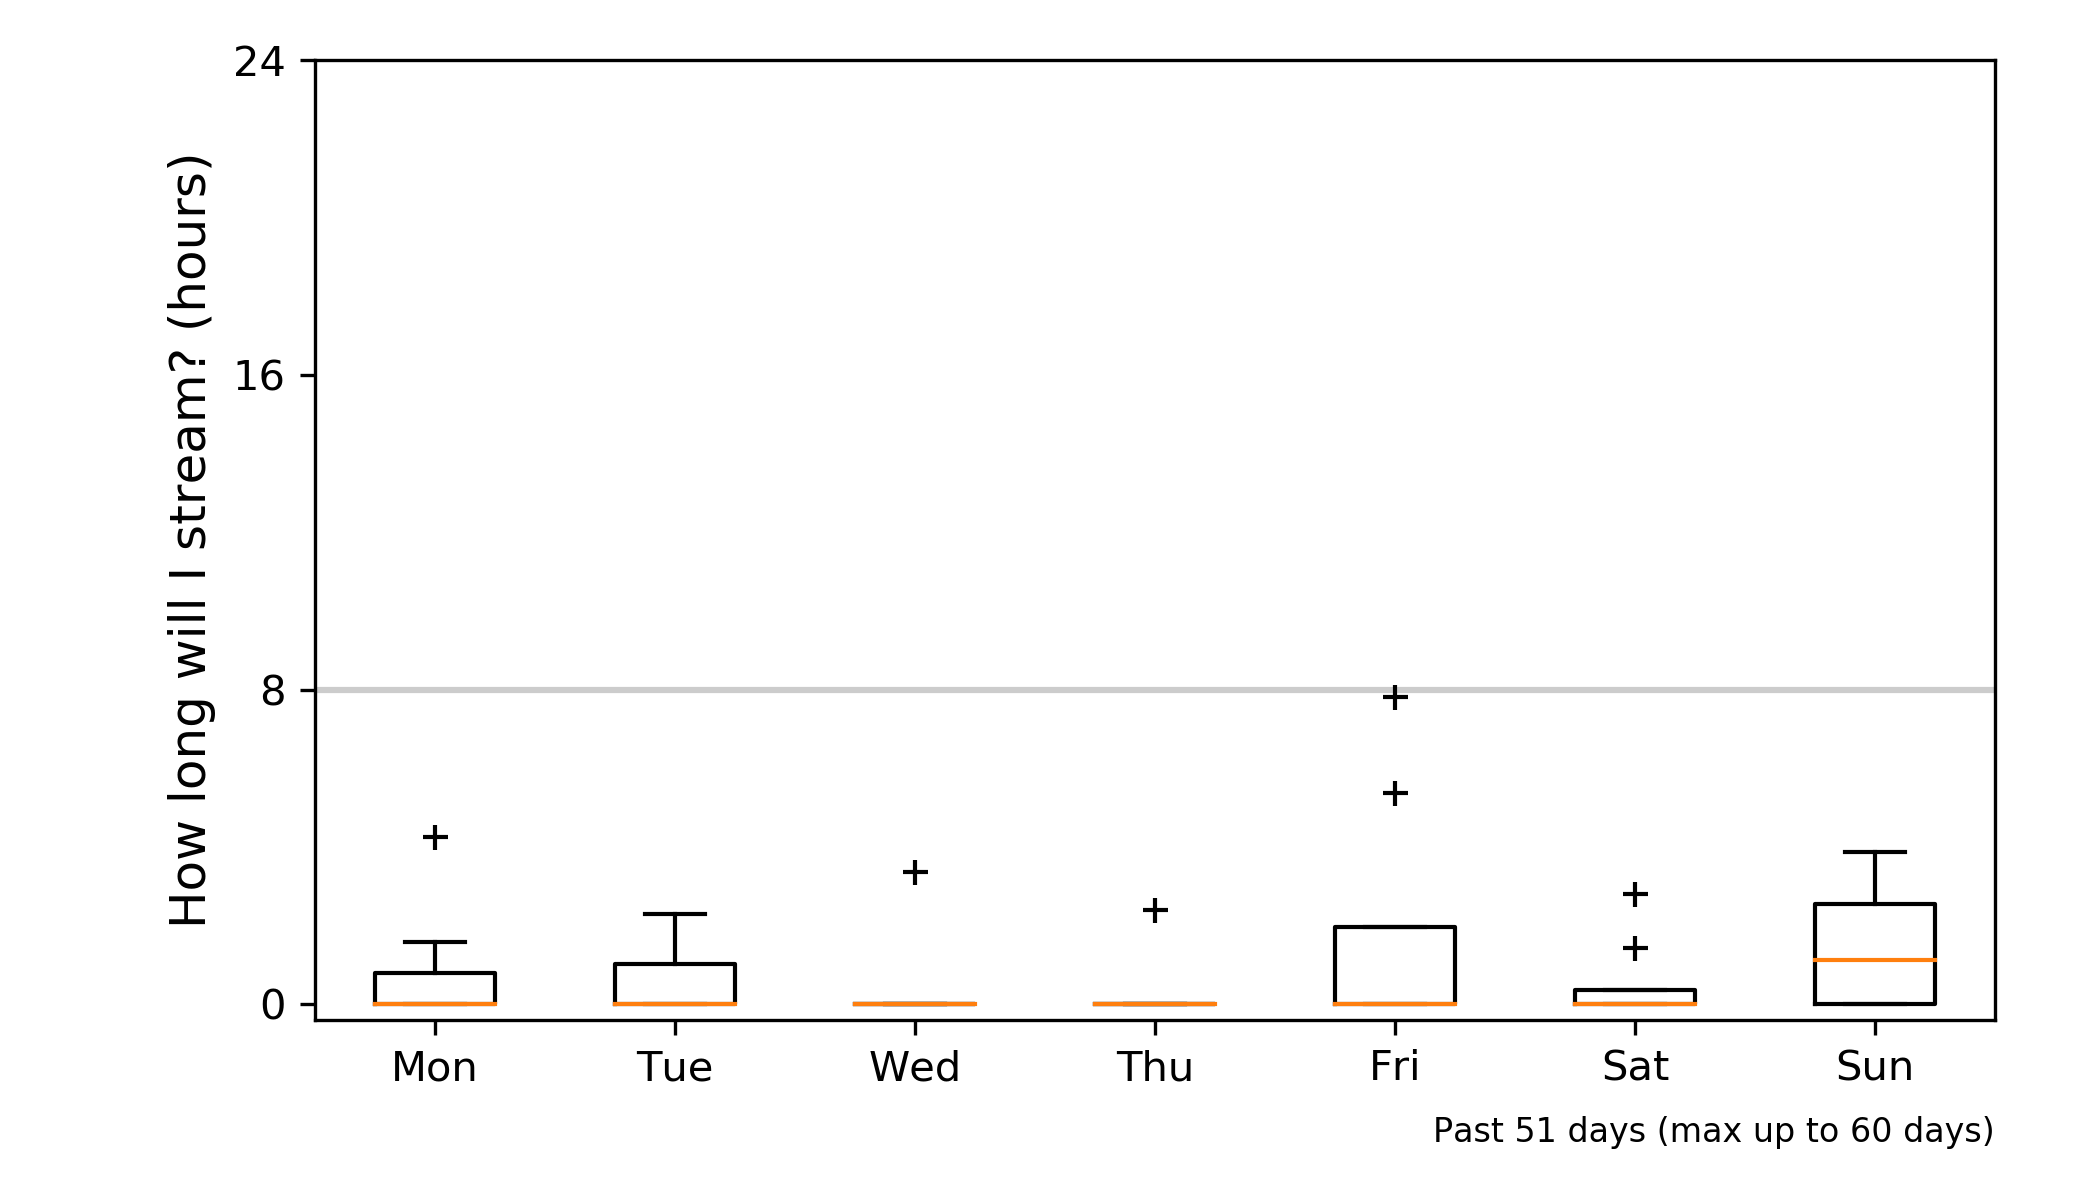 How long will I stream? (hours)
24
16
8
0
Mon Tue Wed Thu Fri Sat Sun
Past 51 days (max up to 60 days)